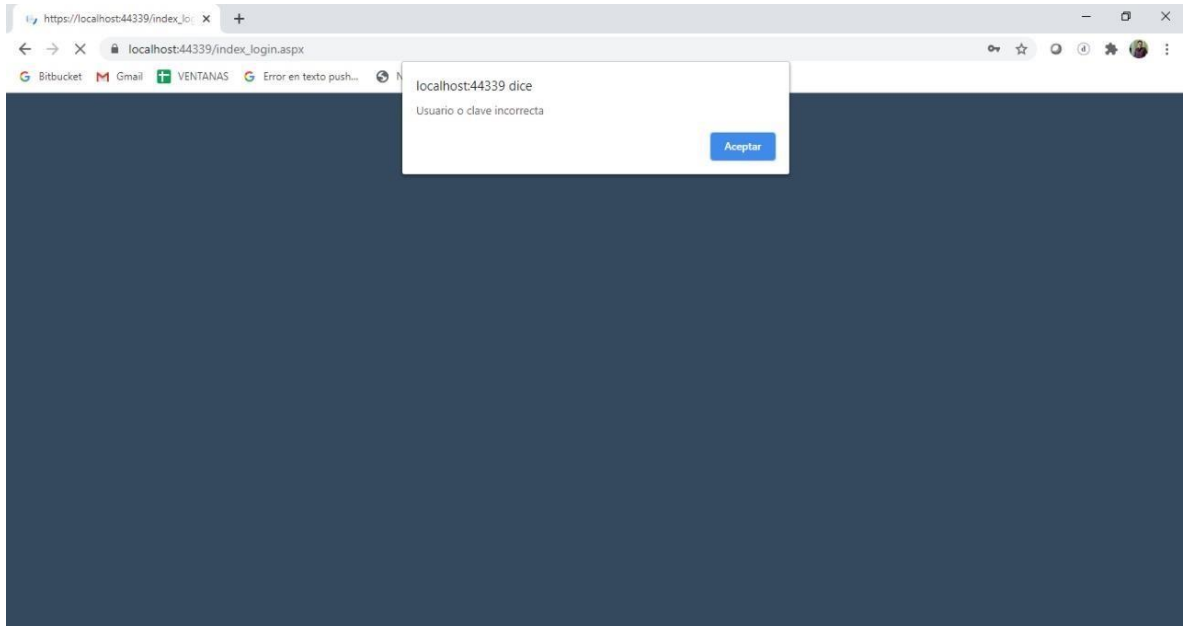 https://localhost:44339/index_lo
localhost:44339/index_login.aspx
Bitbucket Gmail VENTANAS Error en texto push... N
localhost:44339 dice
Usuario o clave incorrecta
Aceptar